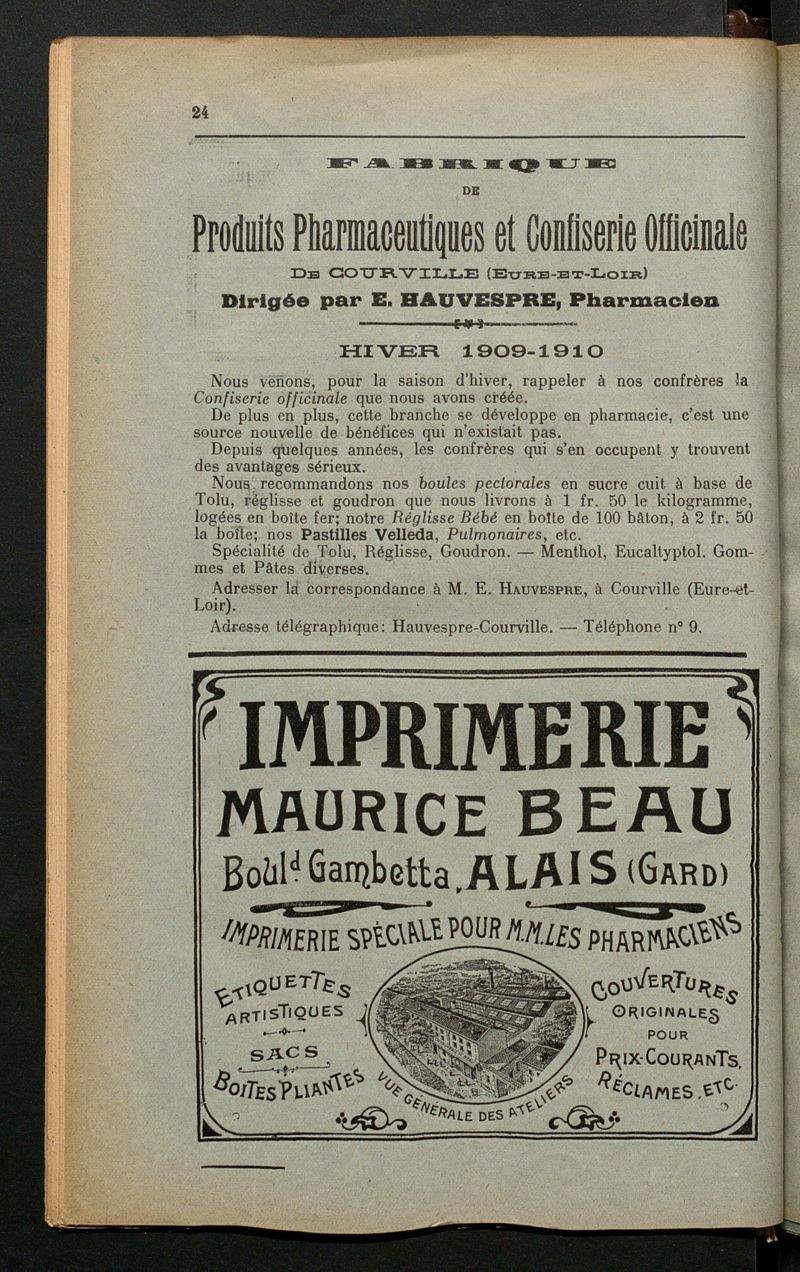 24
FABRIQUE
DE
Produits Pharmaceutiques et Confiserie Officinale
DE COURVILLE (EURE-ET-LOIR)
Dirigée par E. HAUVESPRE, Pharmacien
HIVER 1909-1910
Nous venons, pour la saison d'hiver, rappeler à nos confrères la
Confiserie officinale que nous avons créée.
De plus en plus, cette branche se développe en pharmacie, c'est une
source nouvelle de bénéfices qui n'existait pas.
Depuis quelques années, les confrères qui s'en occupent y trouvent
des avantages sérieux.
Nous recommandons nos boules pectorales en sucre cuit à base de
Tolu, réglisse et goudron que nous livrons à 1 fr. 50 le kilogramme,
logées en boîte fer; notre Réglisse Bébé en boîte de 100 bâton, à 2 fr. 50
la boîte; nos Pastilles Velleda, Pulmonaires, etc.
Spécialité de Tolu, Réglisse, Goudron. — Menthol, Eucaltyptol. Gom-
mes et Pâtes diverses.
Adresser la correspondance à M. E. HAUVESPRE, à Courville (Eure-et-
Loir).
Adresse télégraphique: Hauvespre-Courville. — Téléphone n° 9.
IMPRIMERIE
MAURICE BEAU
Boul.d Gambetta, ALAIS (GARD)
IMPRIMERIE SPÉCIALE POUR M.M. LES PHARMACIENS
ETIQUETTES
ARTISTIQUES
SACS
BOITES PLIANTES
COUVERTURES
ORIGINALES
POUR
PRIX-COURANTS,
RÉCLAMES, ETC.
VUE GÉNÉRALE DES ATELIERS